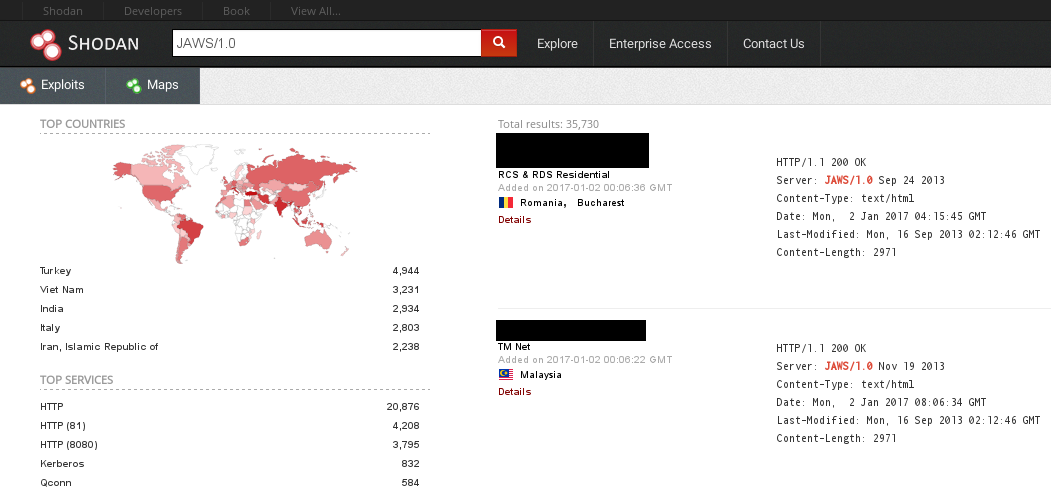 Shodan Developers Book View All...
SHODAN JAWS/1.0 Explore Enterprise Access Contact Us
Exploits Maps
TOP COUNTRIES
Turkey 4,944
Viet Nam 3,231
India 2,934
Italy 2,803
Iran, Islamic Republic of 2,238
TOP SERVICES
HTTP 20,876
HTTP (81) 4,208
HTTP (8080) 3,795
Kerberos 832
Qconn 584
Total results: 35,730
RCS & RDS Residential
Added on 2017-01-02 00:06:36 GMT
Romania, Bucharest
Details
HTTP/1.1 200 OK
Server: JAWS/1.0 Sep 24 2013
Content-Type: text/html
Date: Mon, 2 Jan 2017 04:15:45 GMT
Last-Modified: Mon, 16 Sep 2013 02:12:46 GMT
Content-Length: 2971
TM Net
Added on 2017-01-02 00:06:22 GMT
Malaysia
Details
HTTP/1.1 200 OK
Server: JAWS/1.0 Nov 19 2013
Content-Type: text/html
Date: Mon, 2 Jan 2017 08:06:34 GMT
Last-Modified: Mon, 16 Sep 2013 02:12:46 GMT
Content-Length: 2971